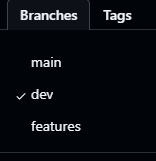 Branches Tags
main
dev
features